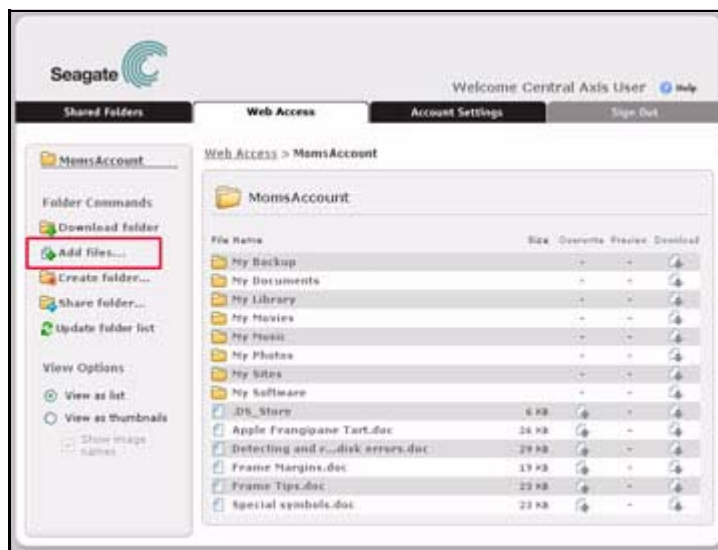 Seagate
Welcome Central Axis User Help
Shared Folders Web Access Account Settings Sign Out
MomsAccount
Folder Commands
Download folder
Add files...
Create folder...
Share folder...
Update folder list
View Options
View as list
View as thumbnails
Show image
names
Web Access > MomsAccount
MomsAccount
File Name Size Overwrite Preview Download
My Backup - -
My Documents - -
My Library - -
My Movies - -
My Music - -
My Photos - -
My Sites - -
My Software - -
.DS_Store 6 KB -
Apple Frangipane Tart.doc 26 KB -
Detecting and r...disk errors.doc 29 KB -
Frame Margins.doc 19 KB -
Frame Tips.doc 23 KB -
Special symbols.doc 23 KB -